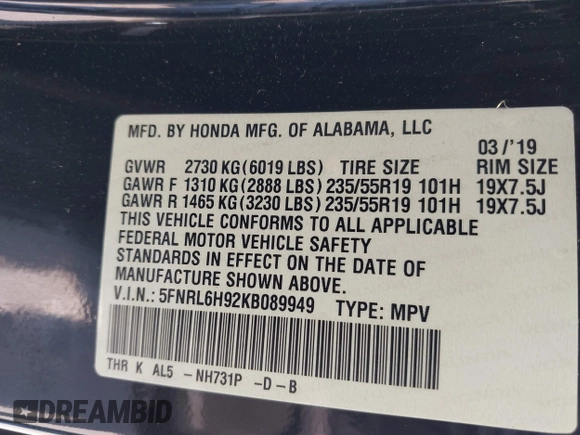 MFD. BY HONDA MFG. OF ALABAMA, LLC
03 /'19
GVWR 2730 KG (6019 LBS) TIRE SIZE RIM SIZE
GAWR F 1310 KG (2888 LBS) 235/55R19 101H 19X7.5J
GAWR R 1465 KG (3230 LBS) 235/55R19 101H 19X7.5J
THIS VEHICLE CONFORMS TO ALL APPLICABLE
FEDERAL MOTOR VEHICLE SAFETY
STANDARDS IN EFFECT ON THE DATE OF
MANUFACTURE SHOWN ABOVE.
V.I.N.: 5FNRL6H92KB089949 TYPE: MPV
THR K AL5 -NH731P -D-B
DREAMBID